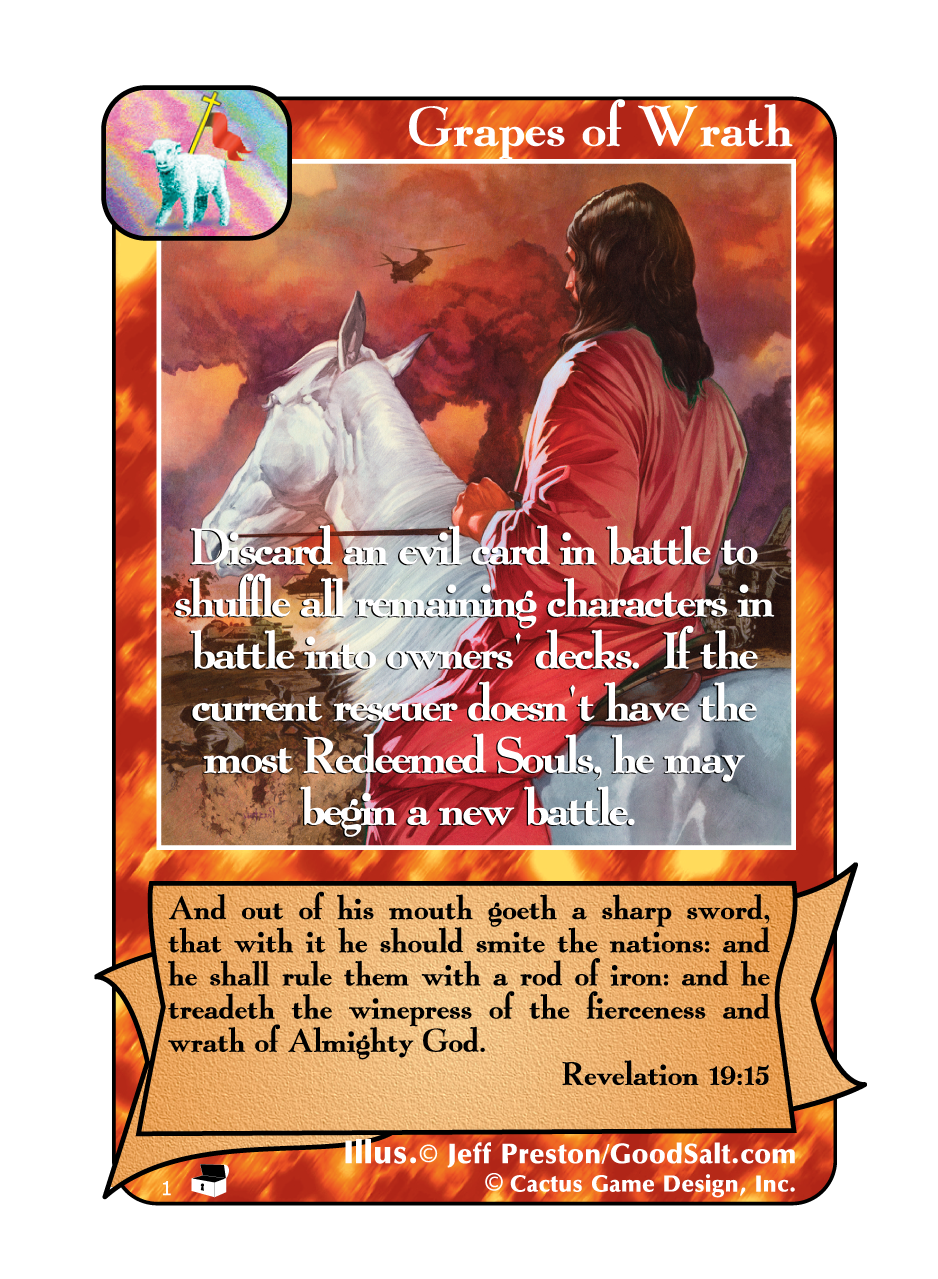 Grapes of Wrath
Discard an evil card in battle to
shuffle all remaining characters in
battle into owners' decks.  If the
current rescuer doesn't have the
most Redeemed Souls, he may
begin a new battle.
And out of his mouth goeth a sharp sword,
that with it he should smite the nations: and
he shall rule them with a rod of iron: and he
treadeth the winepress of the fierceness and
wrath of Almighty God.
Revelation 19:15
Illus.© Jeff Preston/GoodSalt.com
1
© Cactus Game Design, Inc.